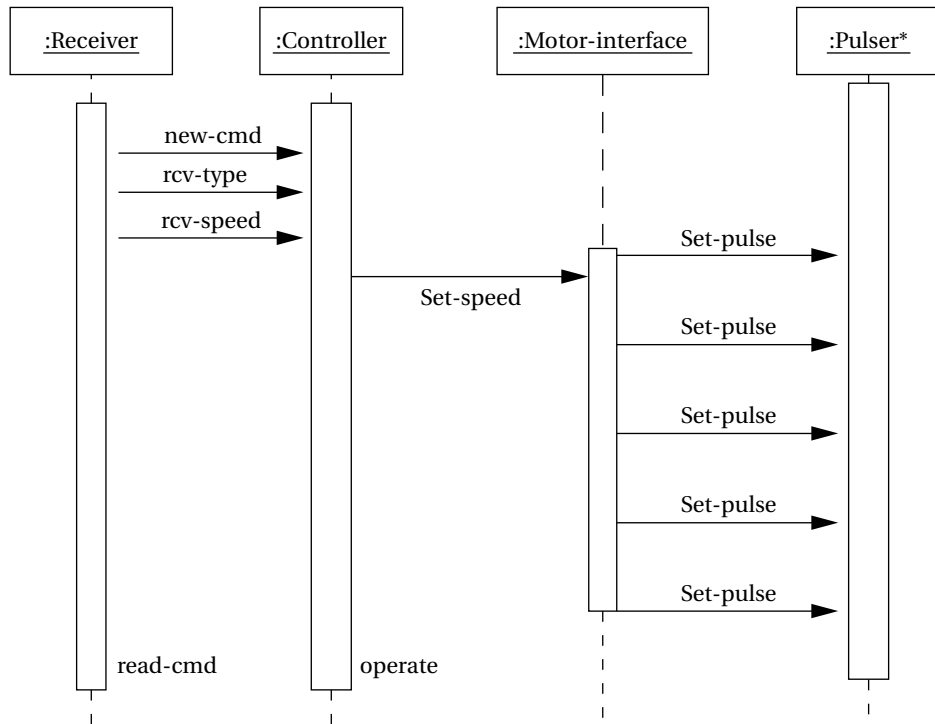 :Receiver
:Controller
:Motor-interface
:Pulser*
new-cmd
rcv-type
rcv-speed
Set-pulse
Set-speed
Set-pulse
Set-pulse
Set-pulse
Set-pulse
read-cmd
operate